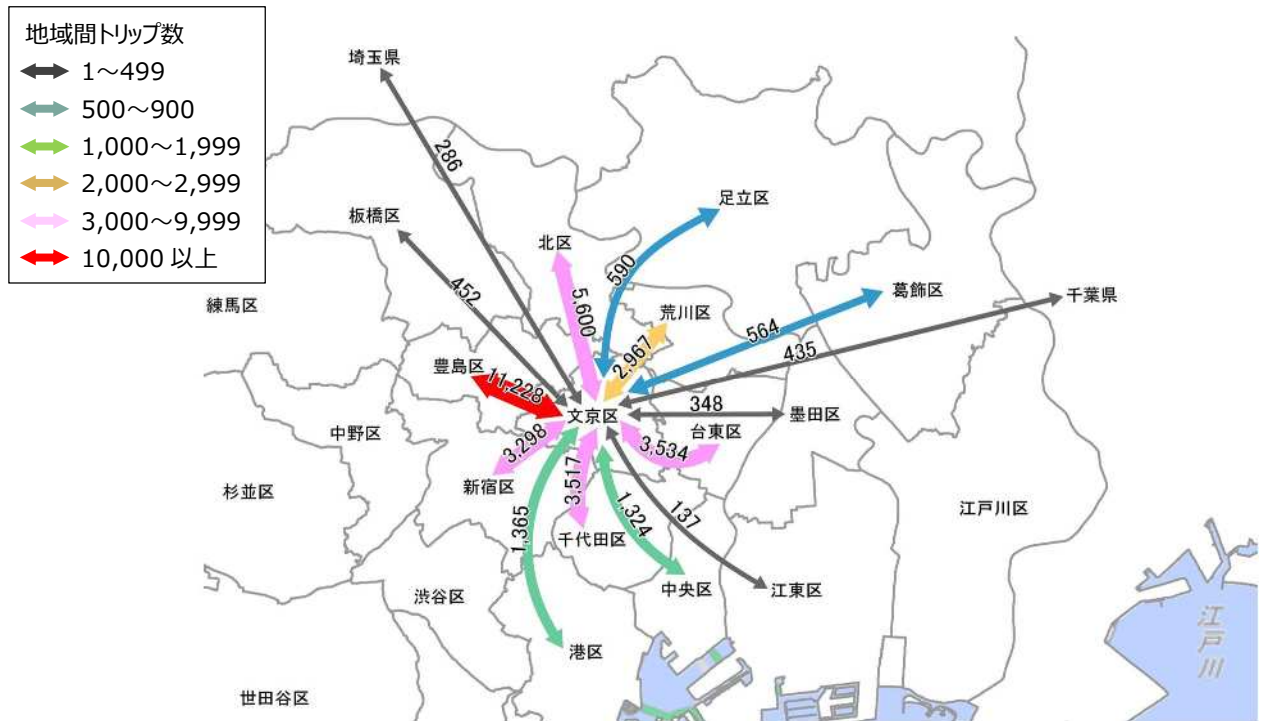 地域間トリップ数
1～499
500～900
1,000～1,999
2,000～2,999
3,000～9,999
10,000 以上
埼玉県
286
足立区
板橋区
北区
590
452
葛飾区
千葉県
練馬区
5,600
荒川区
564
2,967
435
豊島区
11,228
348
文京区
墨田区
中野区
台東区
3,298
3,534
新宿区
3,517
杉並区
江戸川区
1,365
1,324
137
千代田区
中央区
江東区
渋谷区
港区
江戸川
世田谷区